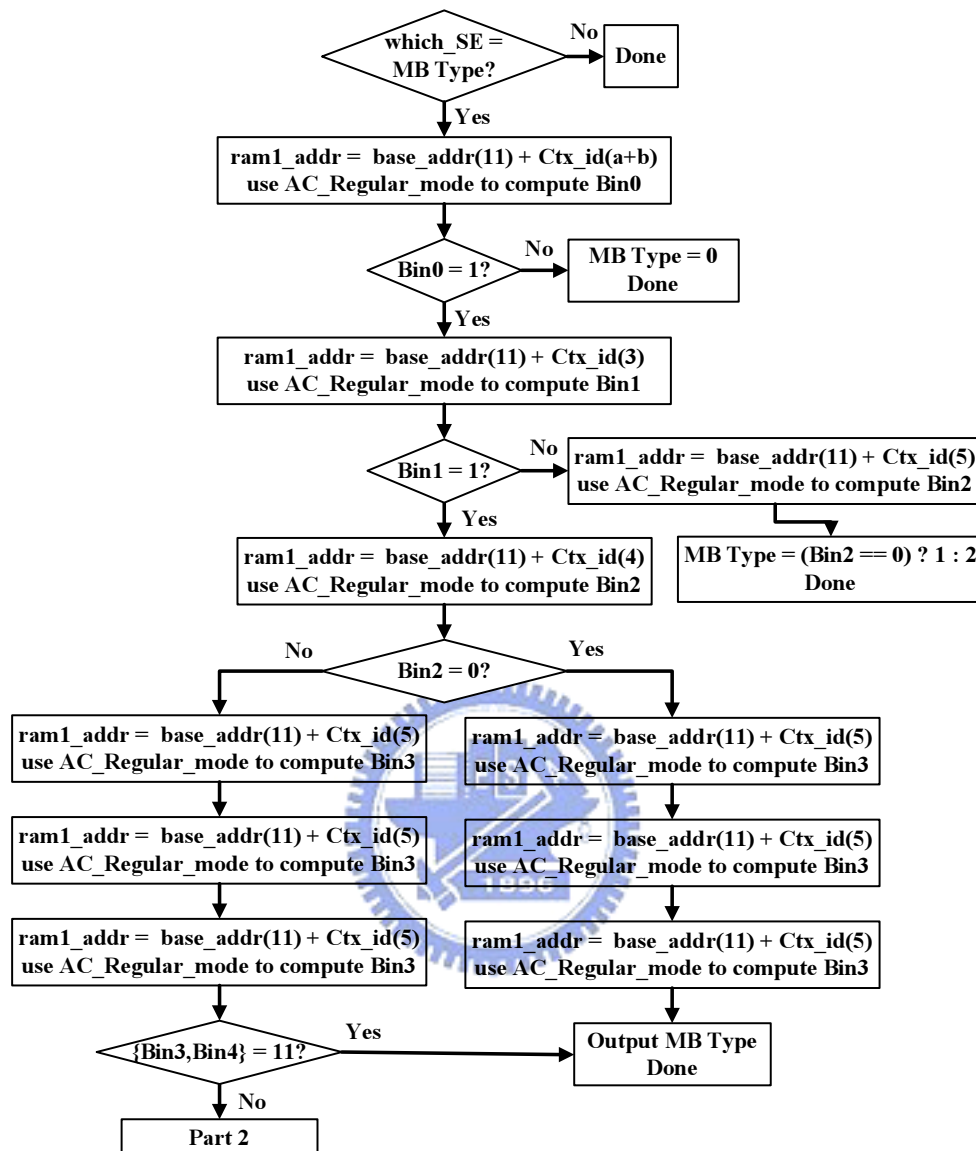 which_SE =
MB Type?
No
Done
Yes
ram1_addr = base_addr(11) + Ctx_id(a+b)
use AC_Regular_mode to compute Bin0
Bin0 = 1?
No
MB Type = 0
Done
Yes
ram1_addr = base_addr(11) + Ctx_id(3)
use AC_Regular_mode to compute Bin1
Bin1 = 1?
No
ram1_addr = base_addr(11) + Ctx_id(5)
use AC_Regular_mode to compute Bin2
Yes
MB Type = (Bin2 == 0) ? 1 : 2
Done
ram1_addr = base_addr(11) + Ctx_id(4)
use AC_Regular_mode to compute Bin2
No
Bin2 = 0?
Yes
ram1_addr = base_addr(11) + Ctx_id(5)
use AC_Regular_mode to compute Bin3
ram1_addr = base_addr(11) + Ctx_id(5)
use AC_Regular_mode to compute Bin3
ram1_addr = base_addr(11) + Ctx_id(5)
use AC_Regular_mode to compute Bin3
ram1_addr = base_addr(11) + Ctx_id(5)
use AC_Regular_mode to compute Bin3
ram1_addr = base_addr(11) + Ctx_id(5)
use AC_Regular_mode to compute Bin3
ram1_addr = base_addr(11) + Ctx_id(5)
use AC_Regular_mode to compute Bin3
1896
{Bin3,Bin4} = 11?
Yes
Output MB Type
Done
No
Part 2